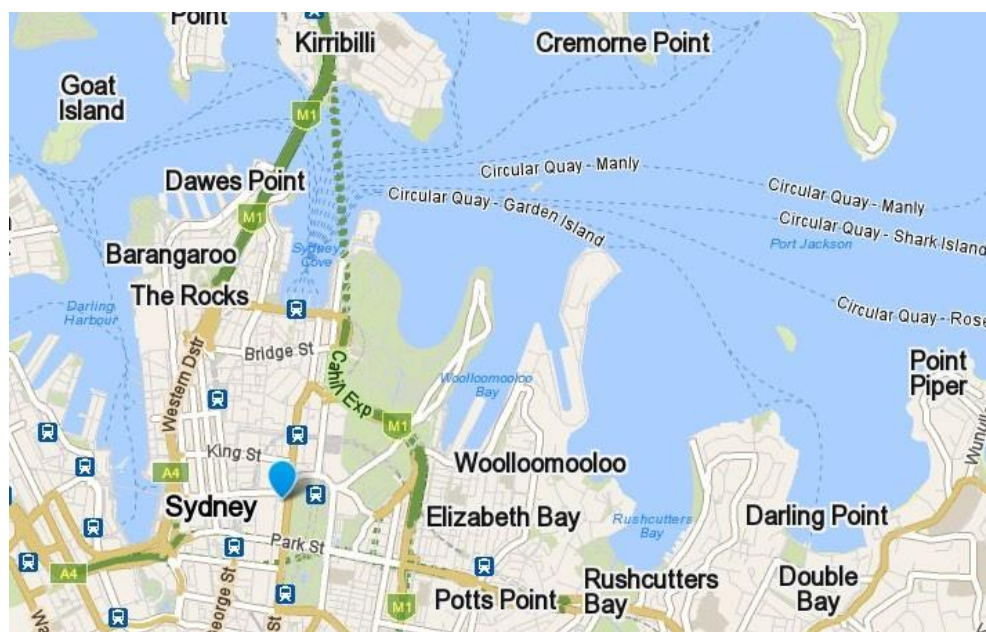 Point
Kirribilli
Cremorne Point
Goat
Island
M1
Circular Quay - Manly
Dawes Point
Circular Quay - Manly
Circular Quay - Garden Island
M1
Circular Quay - Shark Island
Port Jackson
Barangaroo
Sydney
Cove
The Rocks
Darling
Harbour
Circular Quay - Rose
Bridge St
Western Dstr
Cahill Exp
Woolloomooloo
Bay
Point
Piper
M1
King St
Woolloomooloo
A4
Sydney
Elizabeth Bay
Rushcutters
Bay
Darling Point
Park St
A4
George St
M1
Potts Point
Rushcutters
Bay
Double
Bay